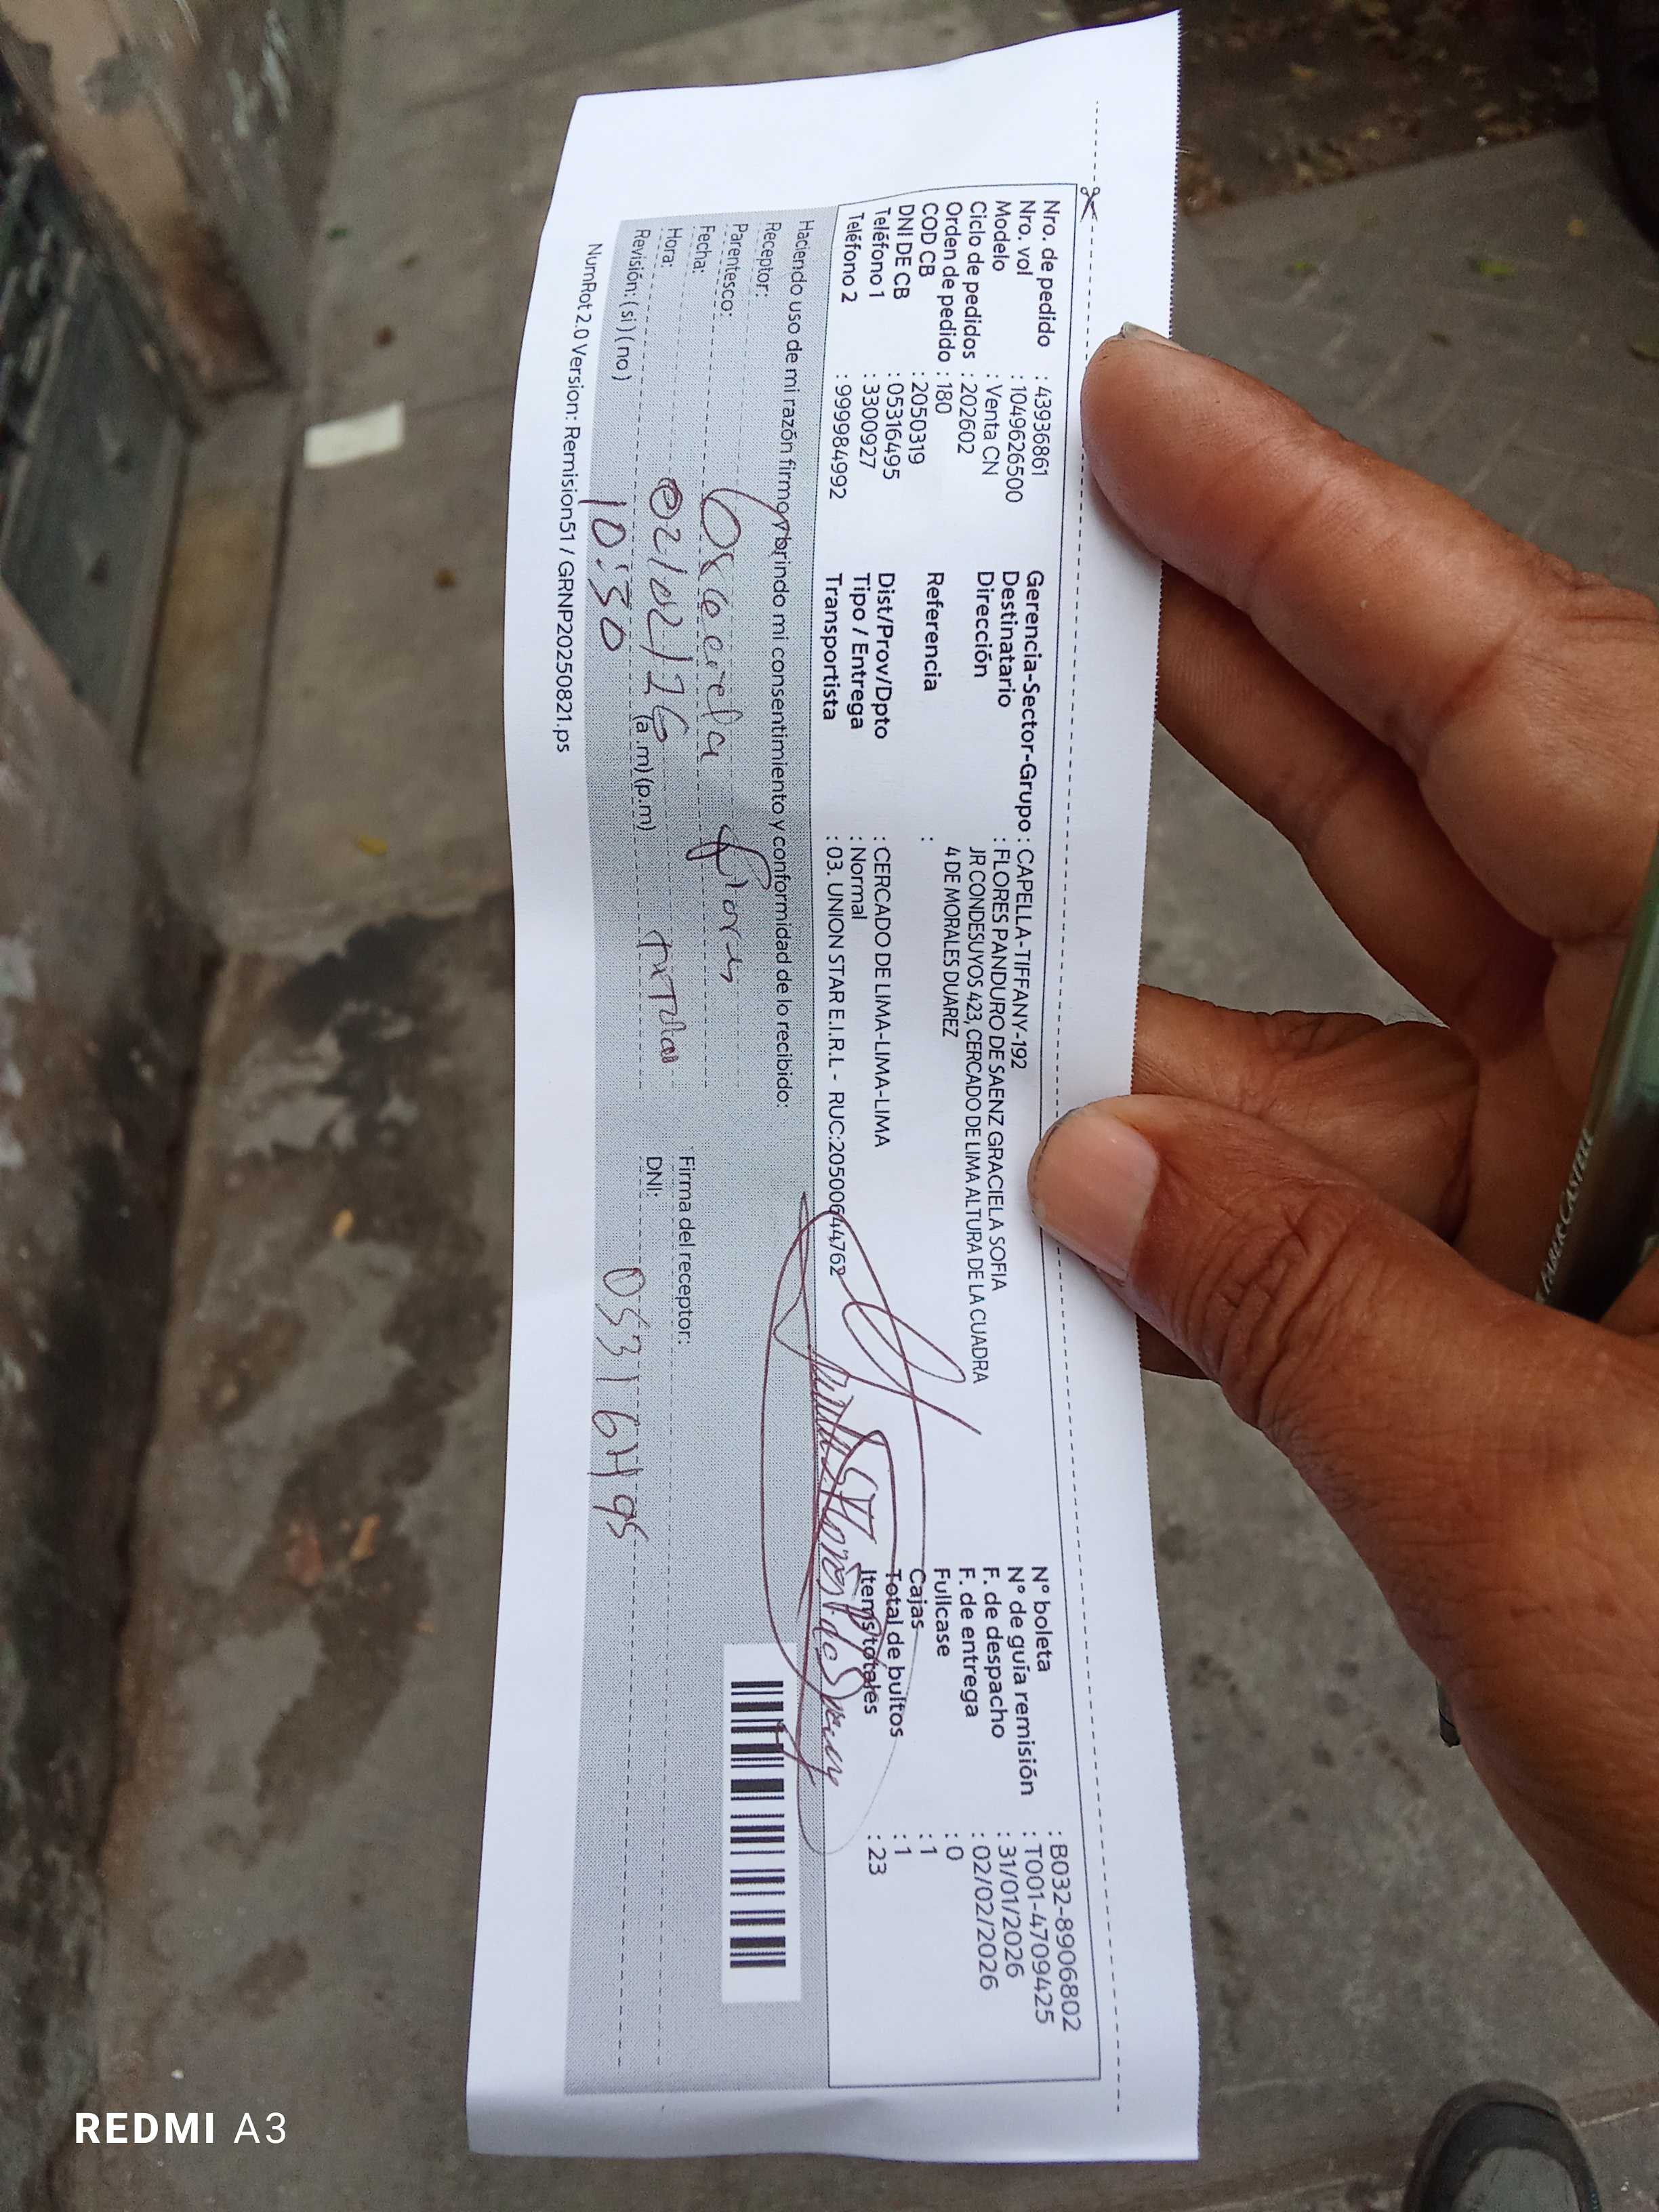 Nro. de pedido : 43936861
Nro. vol : 1049626500
Modelo : Venta CN
Ciclo de pedidos : 202602
Orden de pedido : 180
COD CB : 2050319
DNI DE CB : 05316495
Teléfono 1 : 3300927
Teléfono 2 : 999984992
Gerencia-Sector-Grupo : CAPELLA-TIFFANY-192
Destinatario : FLORES PANDURO DE SAENZ GRACIELA SOFIA
Dirección JR CONDESUYOS 423, CERCADO DE LIMA ALTURA DE LA CUADRA
4 DE MORALES DUAREZ
Referencia :
Dist/Prov/Dpto : CERCADO DE LIMA-LIMA-LIMA
Tipo / Entrega : Normal
Transportista : 03. UNION STAR E.I.R.L - RUC:20500644762
N° boleta : B032-8906802
N° de guía remisión : T001-4709425
F. de despacho : 31/01/2026
F. de entrega : 02/02/2026
Fullcase : 0
Cajas : 1
Total de bultos : 1
Items totales : 23
Haciendo uso de mi razón firmo y brindo mi consentimiento y conformidad de lo recibido:
Receptor:
Parentesco: Flores
Fecha: 02/02/26
Hora: 10:30 (a.m) (p.m)
Revisión: (si) (no)
Firma del receptor:
DNI: 05316495
NumRot 2.0 Version: Remision51 / GRNP20250821.ps
FABER-CASTELL
REDMI A3